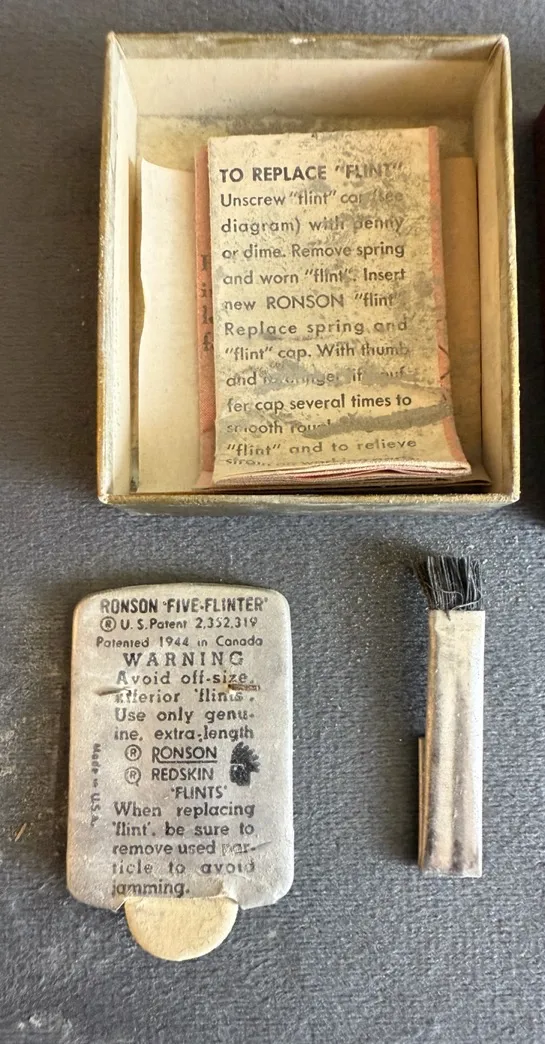 TO REPLACE "FLINT"
Unscrew "flint" cap (see
diagram) with penny
or dime. Remove spring
and worn "flint". Insert
new RONSON "flint"
Replace spring and
"flint" cap. With thumb
and
fer cap several times to
smooth
"flint" and to relieve
RONSON 'FIVE-FLINTER'
® U.S. Patent 2,352,319
Patented 1944 in Canada
WARNING
Avoid off-size,
inferior 'flints'.
Use only genu-
ine, extra-length
® RONSON
® REDSKIN
'FLINTS'
When replacing
'flint', be sure to
remove used par-
ticle to avoid
jamming.
Made in U.S.A.